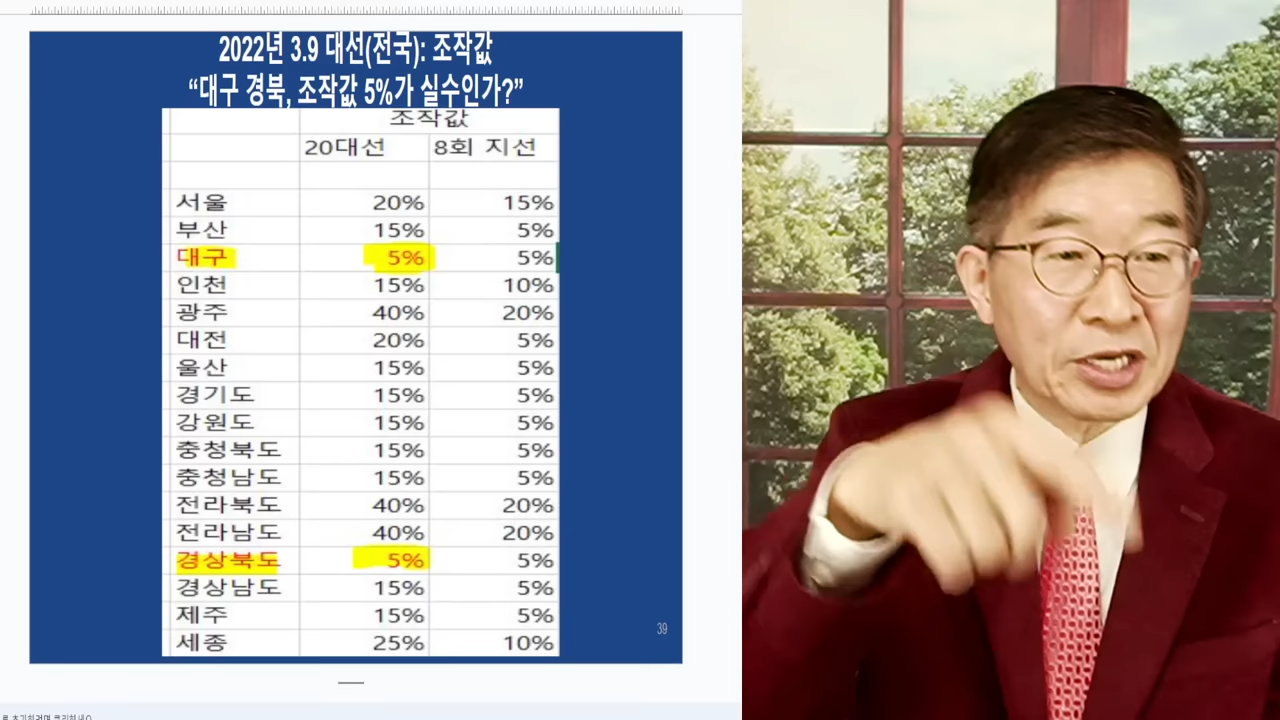 2022년 3.9 대선(전국): 조작값
“대구 경북, 조작값 5%가 실수인가?”
조작값
20대선 8회 지선
서울 20% 15%
부산 15% 5%
대구 5% 5%
인천 15% 10%
광주 40% 20%
대전 20% 5%
울산 15% 5%
경기도 15% 5%
강원도 15% 5%
충청북도 15% 5%
충청남도 15% 5%
전라북도 40% 20%
전라남도 40% 20%
경상북도 5% 5%
경상남도 15% 5%
제주 15% 5%
세종 25% 10%
39